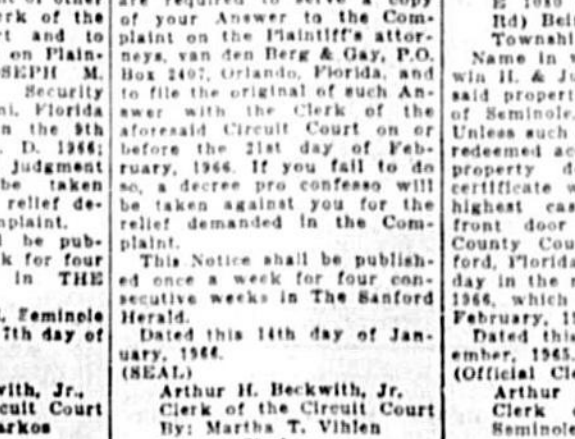 erk of the
rt and to
on Plain-
SEPH M.
Security
ni, Florida
n the 9th
. D. 1966;
judgment
be taken
relief de-
mplaint.
l be pub-
k for four
in THE
, Seminole
7th day of
with, Jr.,
cuit Court
arkos
are required to serve a copy
of your Answer to the Com-
plaint on the Plaintiff's attor-
neys, van den Berg & Gay, P.O.
Box 2407, Orlando, Florida, and
to file the original of such An-
swer with the Clerk of the
aforesaid Circuit Court on or
before the 21st day of Feb-
ruary, 1966. If you fail to do
so, a decree pro confesso will
be taken against you for the
relief demanded in the Com-
plaint.
This Notice shall be publish-
ed once a week for four con-
secutive weeks in The Sanford
Herald.
Dated this 14th day of Jan-
uary, 1966.
(SEAL)
Arthur H. Beckwith, Jr.
Clerk of the Circuit Court
By: Martha T. Vihlen
Rd) Bei
Townshi
Name in w
win H. & Ju
said propert
of Seminole,
Unless such
redeemed ac
property d
certificate w
highest cas
front door
County Cou
ford, Florida
day in the m
1966, which
February, 19
Dated this
ember, 1965.
(Official Cle
Arthur
Clerk o
Seminole